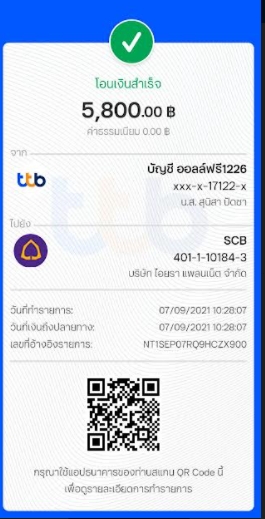 โอนเงินสำเร็จ
5,800.00 ฿
ค่าธรรมเนียม 0.00 ฿
จาก
ttb
บัญชี ออลล์ฟรี1226
xxx-x-17122-x
น.ส. สุนิสา ปิดชา
ไปยัง
SCB
401-1-10184-3
บริษัท ไอยรา แพลนเน็ต จำกัด
วันที่ทำรายการ: 07/09/2021 10:28:07
วันที่เงินถึงปลายทาง: 07/09/2021 10:28:07
เลขที่อ้างอิงรายการ: NT1SEP07RQ9HCZX900
กรุณาใช้แอปธนาคารของท่านสแกน QR Code นี้
เพื่อดูรายละเอียดการทำรายการ